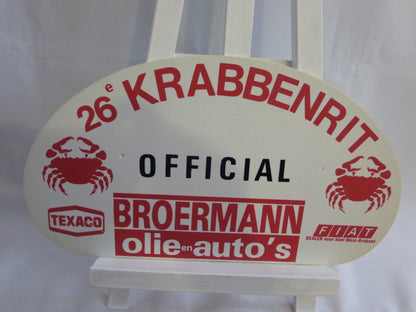 26e KRABBENRIT
OFFICIAL
TEXACO
BROERMANN
olie en auto's
FIAT
DEALER voor heel West-Brabant